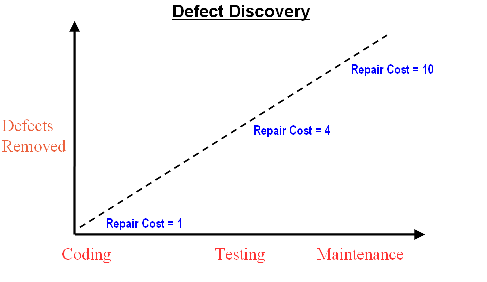 Defect Discovery
Repair Cost = 10
Repair Cost = 4
Defects
Removed
Repair Cost = 1
Coding
Testing
Maintenance